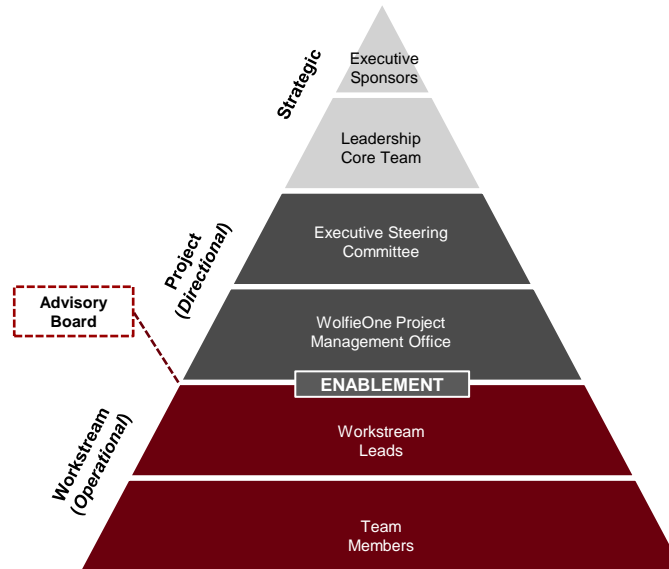 Executive
Sponsors
Strategic
Leadership
Core Team
Executive Steering
Committee
Project
(Directional)
Advisory
Board
WolfieOne Project
Management Office
ENABLEMENT
Workstream
Leads
Workstream
(Operational)
Team
Members